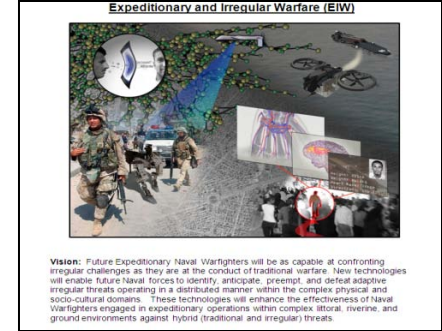 Expeditionary and Irregular Warfare (EIW)
Vision: Future Expeditionary Naval Warfighters will be as capable at confronting
irregular challenges as they are at the conduct of traditional warfare. New technologies
will enable future Naval forces to identify, anticipate, preempt, and defeat adaptive
irregular threats operating in a distributed manner within the complex physical and
socio-cultural domains. These technologies will enhance the effectiveness of Naval
Warfighters engaged in expeditionary operations within complex littoral, riverine, and
ground environments against hybrid (traditional and irregular) threats.